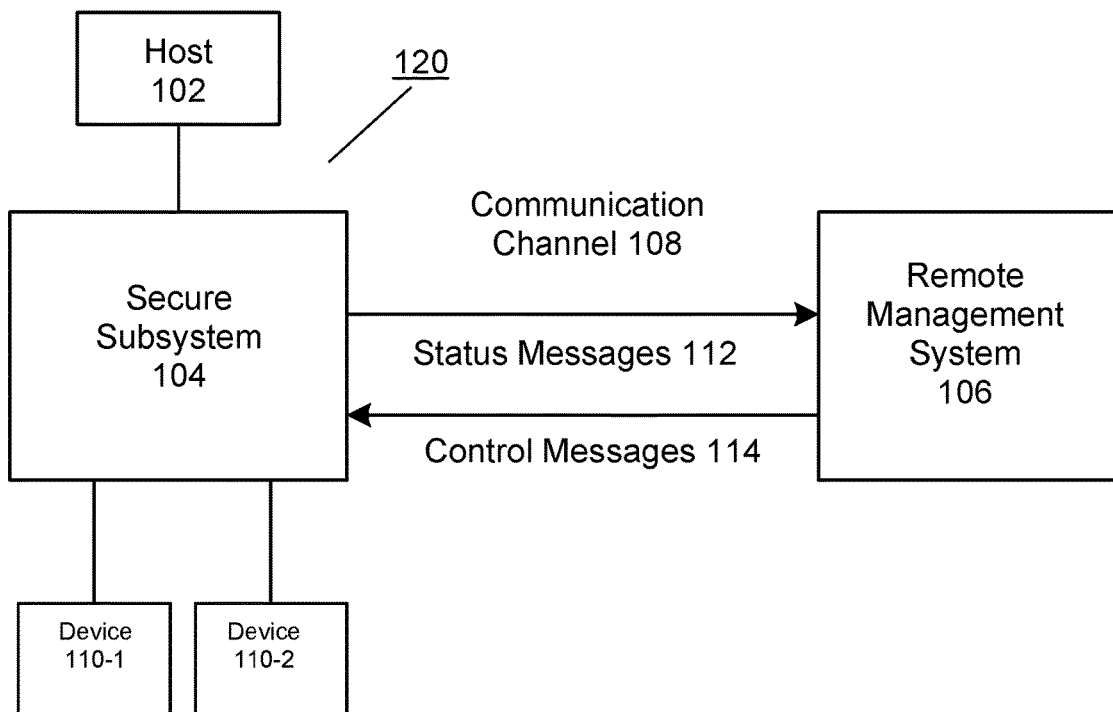 Host
102
120
Communication
Channel 108
Secure
Subsystem
104
Remote
Management
System
106
Status Messages 112
Control Messages 114
Device
110-1
Device
110-2